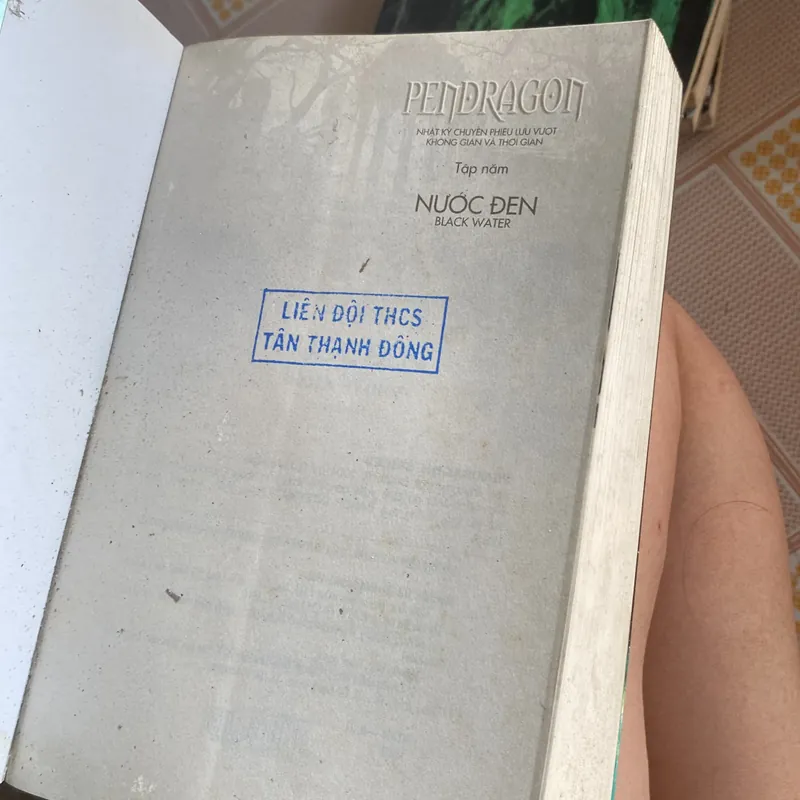 PENDRAGON
NHẬT KÝ CHUYẾN PHIÊU LƯU VƯỢT
KHÔNG GIAN VÀ THỜI GIAN
Tập năm
NƯỚC ĐEN
BLACK WATER
LIÊN ĐỘI THCS
TÂN THẠNH ĐÔNG